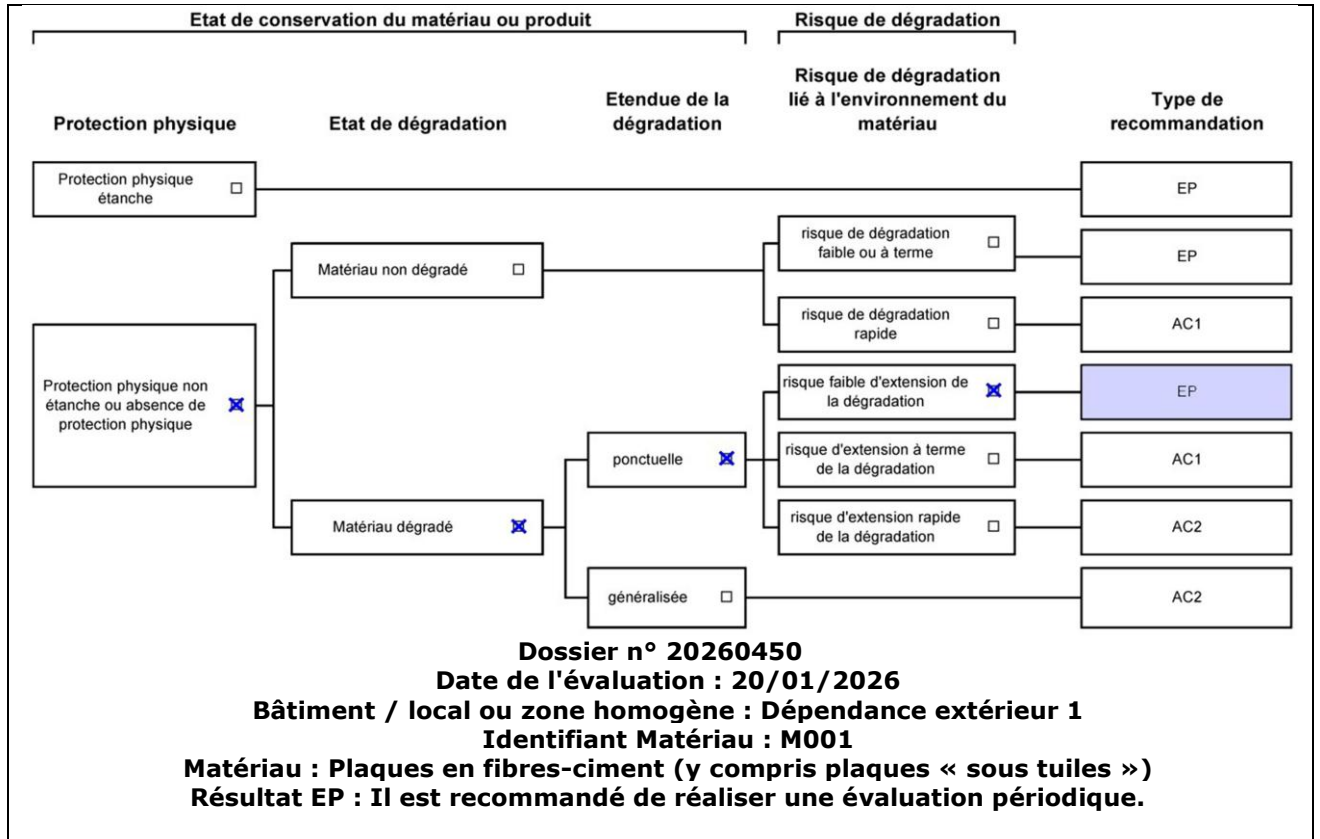 Etat de conservation du matériau ou produit
Risque de dégradation
Protection physique
Etat de dégradation
Etendue de la
dégradation
Risque de dégradation
lié à l'environnement du
matériau
Type de
recommandation
Protection physique
étanche
EP
Matériau non dégradé
risque de dégradation
faible ou à terme
EP
risque de dégradation
rapide
AC1
Protection physique non
étanche ou absence de
protection physique
risque faible d'extension de
la dégradation
EP
ponctuelle
risque d'extension à terme
de la dégradation
AC1
Matériau dégradé
risque d'extension rapide
de la dégradation
AC2
généralisée
AC2
Dossier n° 20260450
Date de l'évaluation : 20/01/2026
Bâtiment / local ou zone homogène : Dépendance extérieur 1
Identifiant Matériau : M001
Matériau : Plaques en fibres-ciment (y compris plaques « sous tuiles »)
Résultat EP : Il est recommandé de réaliser une évaluation périodique.